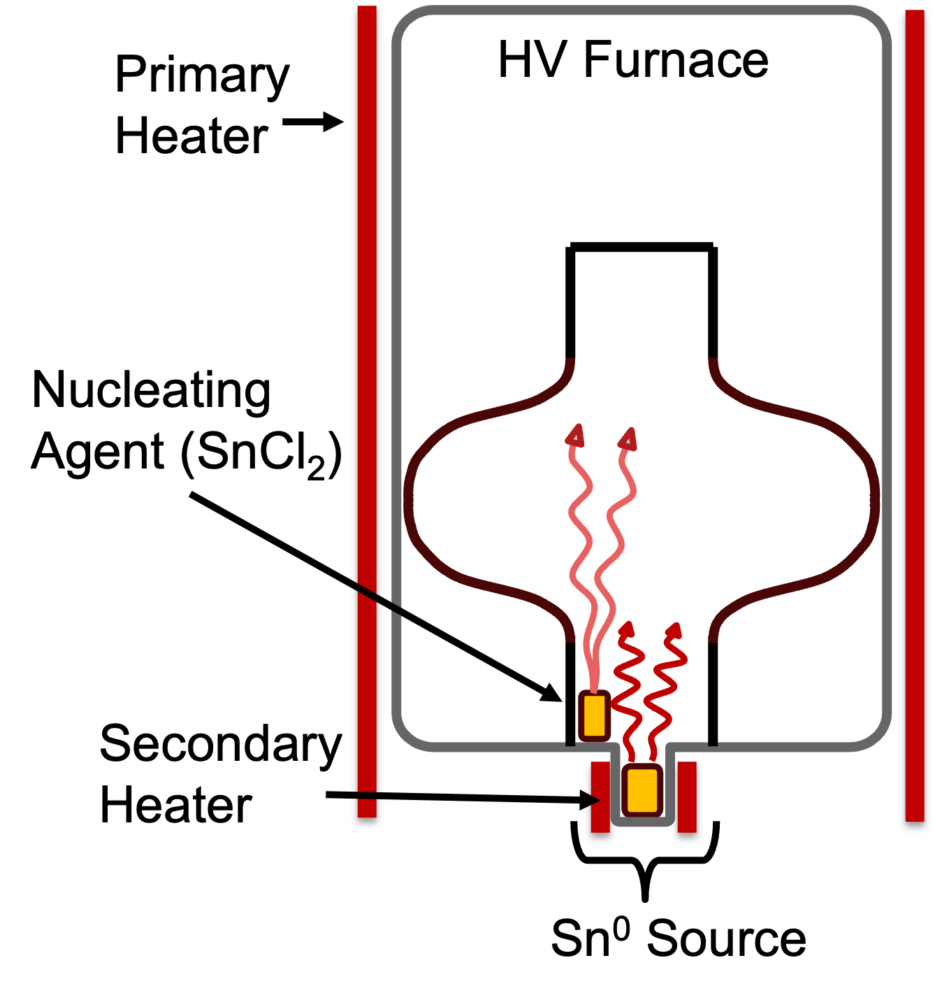 HV Furnace
Primary
Heater
Nucleating
Agent (SnCl₂)
Secondary
Heater
Sn⁰ Source